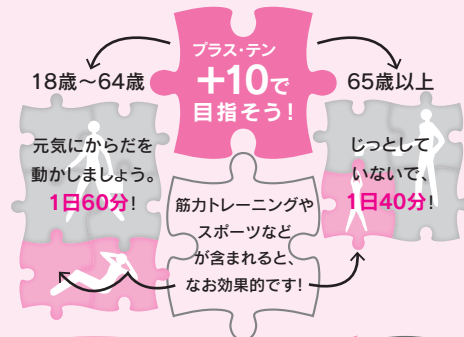 プラス・テン
+10で
目指そう!
18歳〜64歳
元気にからだを
動かしましょう。
1日60分!
65歳以上
じっとして
いないで、
1日40分!
筋力トレーニングや
スポーツなど
が含まれると、
なお効果的です!